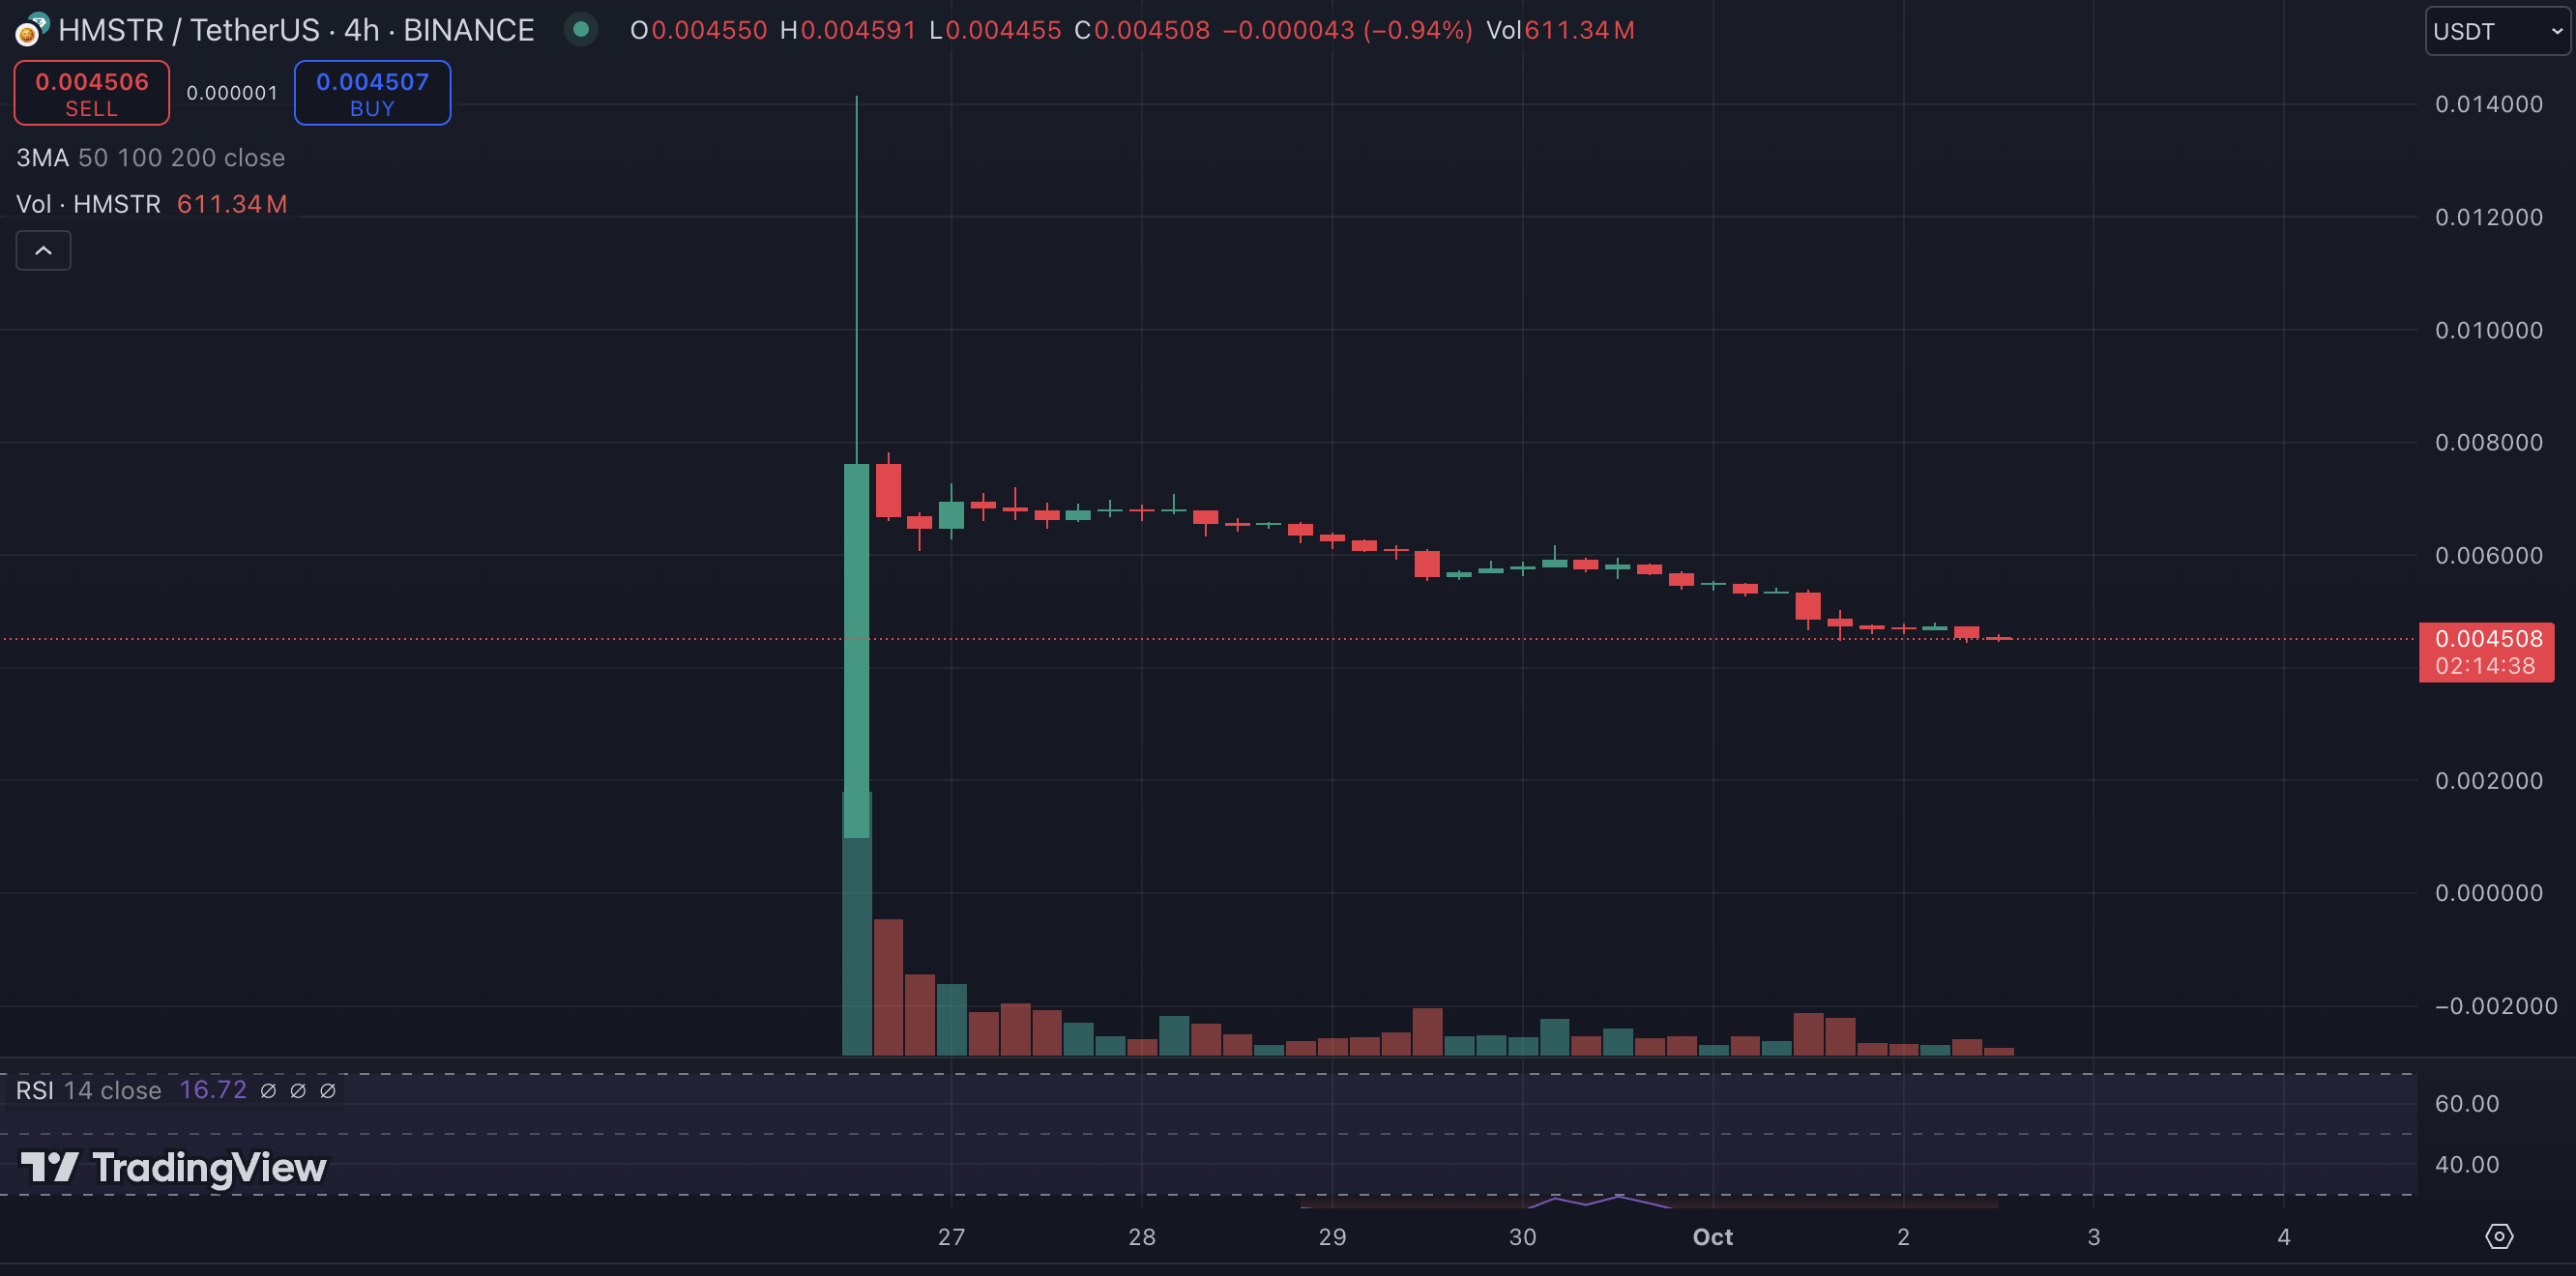 HMSTR / TetherUS · 4h · BINANCE O0.004550 H0.004591 L0.004455 C0.004508 −0.000043 (−0.94%) Vol611.34M
USDT
0.004506
SELL
0.000001
0.004507
BUY
3MA 50 100 200 close
Vol · HMSTR 611.34M
0.014000
0.012000
0.010000
0.008000
0.006000
0.004508
02:14:38
0.002000
0.000000
−0.002000
RSI 14 close 16.72 ∅ ∅ ∅
60.00
40.00
TradingView
27 28 29 30 Oct 2 3 4